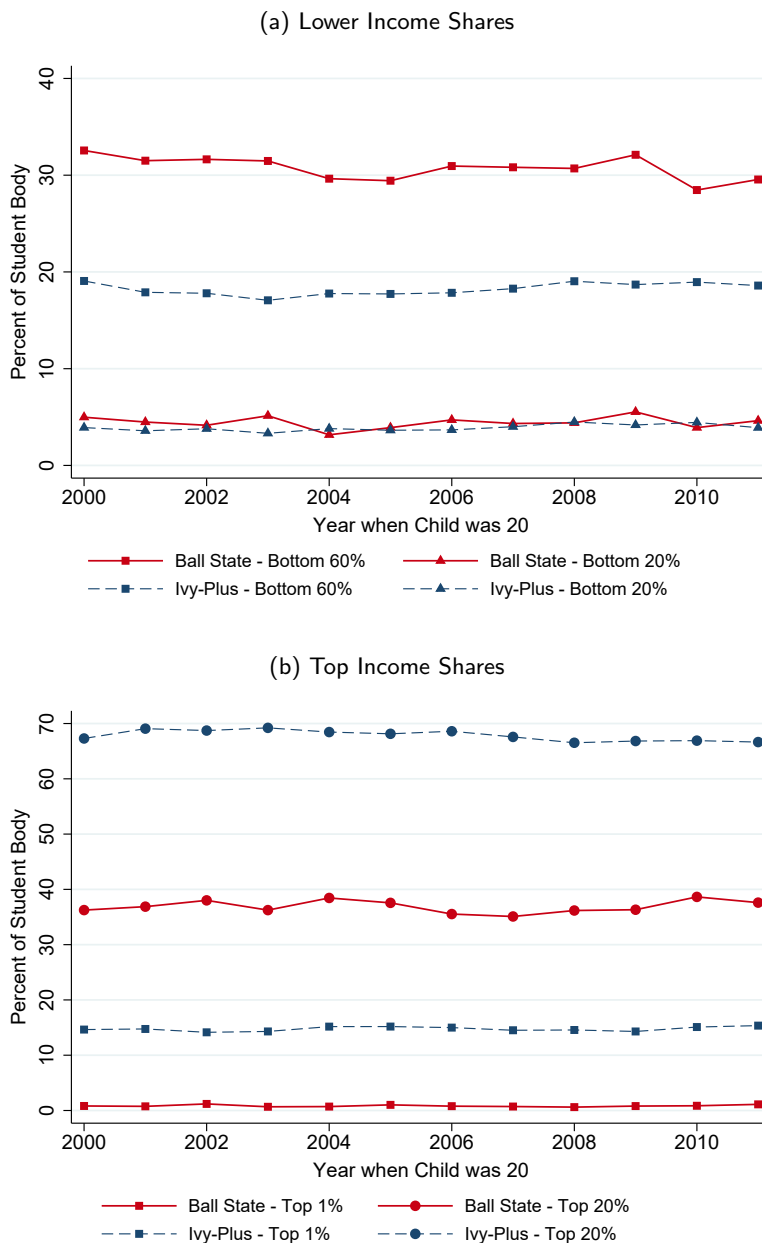 (a) Lower Income Shares
40
30
20
10
0
Percent of Student Body
2000 2002 2004 2006 2008 2010
Year when Child was 20
Ball State - Bottom 60% Ball State - Bottom 20%
Ivy-Plus - Bottom 60% Ivy-Plus - Bottom 20%
(b) Top Income Shares
70
60
50
40
30
20
10
0
Percent of Student Body
2000 2002 2004 2006 2008 2010
Year when Child was 20
Ball State - Top 1% Ball State - Top 20%
Ivy-Plus - Top 1% Ivy-Plus - Top 20%